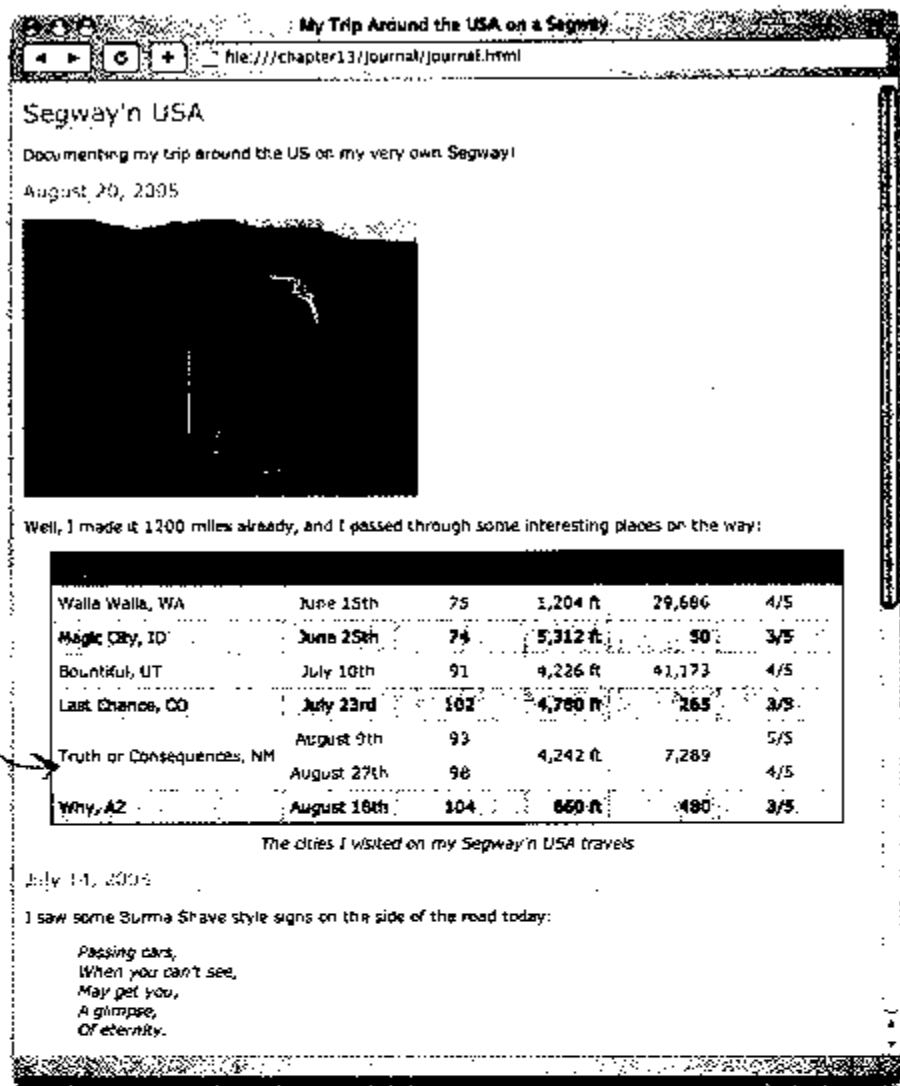 My Trip Around the USA on a Segway
file:///chapter13/journal/journal.html
Segway'n USA
Documenting my trip around the US on my very own Segway!
August 20, 2005
Well, I made it 1200 miles already, and I passed through some interesting places on the way:
Walla Walla, WA June 15th 75 1,204 ft 29,686 4/5
Magic City, ID June 25th 74 5,312 ft 50 3/5
Bountiful, UT July 10th 91 4,226 ft 41,173 4/5
Last Chance, CO July 23rd 102 4,780 ft 265 3/5
Truth or Consequences, NM August 9th 93 4,242 ft 7,289 5/5
August 27th 98 4/5
Why, AZ August 18th 104 860 ft 480 3/5
The cities I visited on my Segway'n USA travels
July 14, 2005
I saw some Burma Shave style signs on the side of the road today:
Passing cars,
When you can't see,
May get you,
A glimpse,
Of eternity.